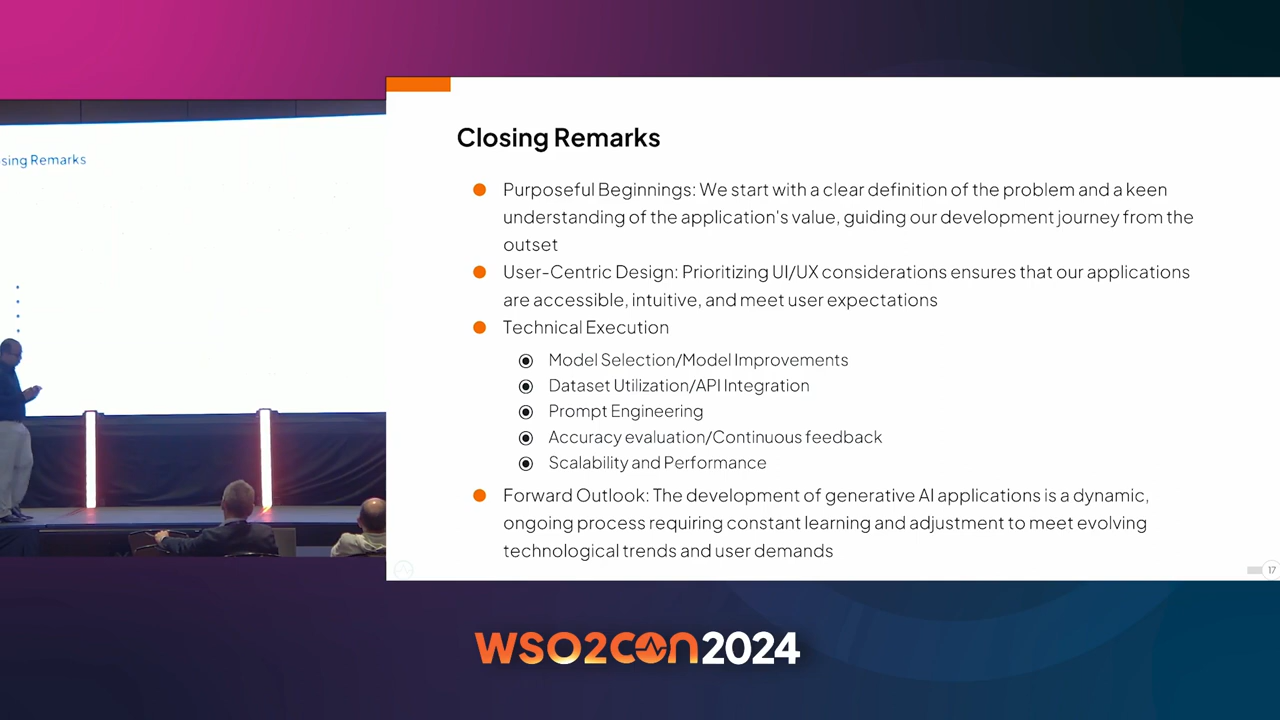 Closing Remarks
sing Remarks
Purposeful Beginnings: We start with a clear definition of the problem and a keen
understanding of the application's value, guiding our development journey from the
outset
User-Centric Design: Prioritizing UI/UX considerations ensures that our applications
are accessible, intuitive, and meet user expectations
Technical Execution
Model Selection/Model Improvements
Dataset Utilization/API Integration
Prompt Engineering
Accuracy evaluation/Continuous feedback
Scalability and Performance
Forward Outlook: The development of generative AI applications is a dynamic,
ongoing process requiring constant learning and adjustment to meet evolving
technological trends and user demands
17
WSO2CON2024